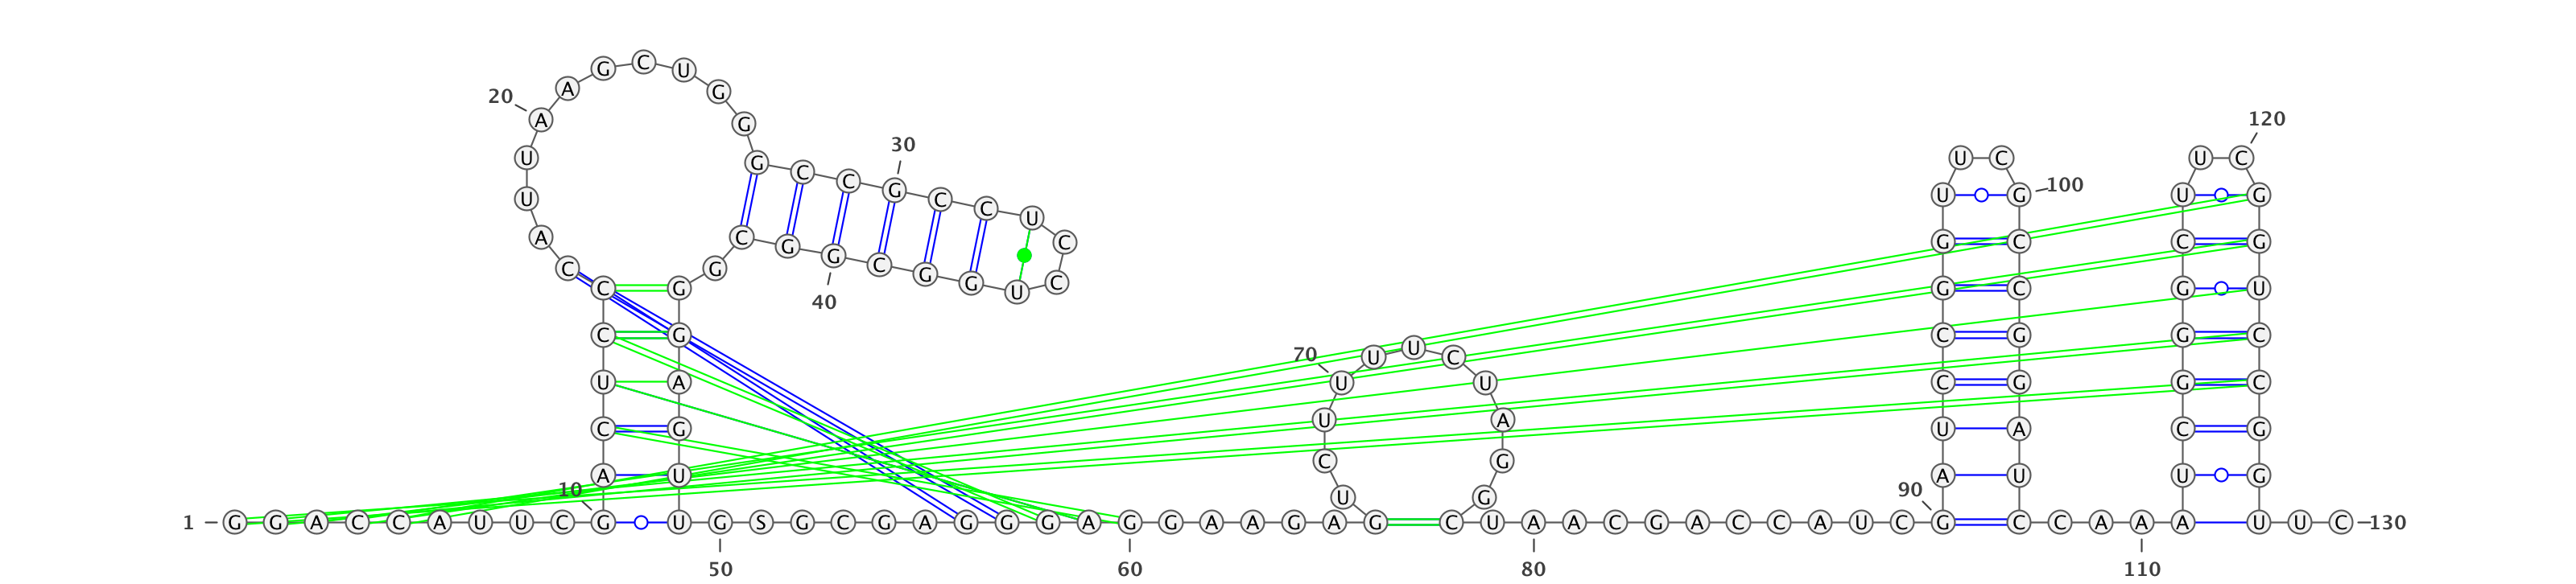 1
G G A C C A U U C G
10
A C U C C C A U U A
20
A G C U G G G C C G
30
C C U C C U G G C G
40
G C G G G A G U U G
50
S G C G A G G G A G
60
G A A G A G U C U U
70
U U C U A G G C U A
80
A C G A C C A U C G
90
A U C C G G U U C G
100
C C G G A U C C A A
110
A U C G G G C U U C
120
G G U C C G G U U C
130